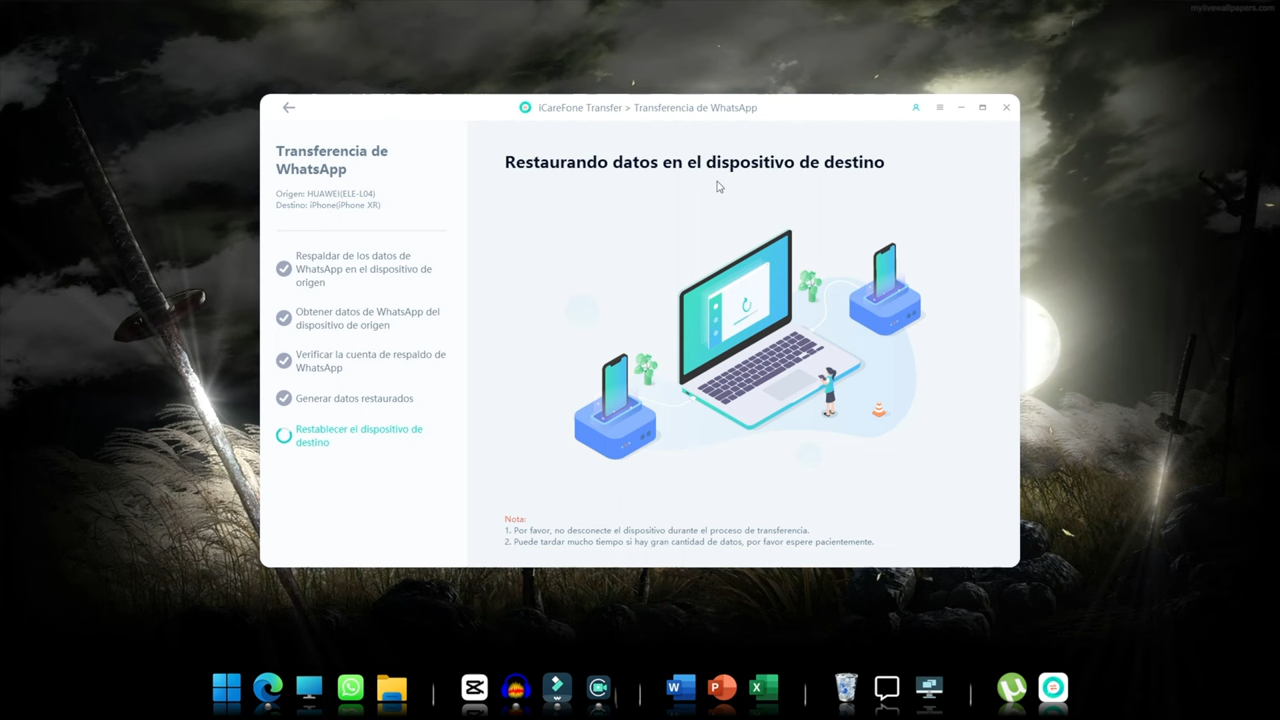 mylivewallpapers.com
iCareFone Transfer > Transferencia de WhatsApp
Transferencia de
WhatsApp
Origen: HUAWEI(ELE-L04)
Destino: iPhone(iPhone XR)
Respaldar de los datos de
WhatsApp en el dispositivo de
origen
Obtener datos de WhatsApp del
dispositivo de origen
Verificar la cuenta de respaldo de
WhatsApp
Generar datos restaurados
Restablecer el dispositivo de
destino
Restaurando datos en el dispositivo de destino
Nota:
1. Por favor, no desconecte el dispositivo durante el proceso de transferencia.
2. Puede tardar mucho tiempo si hay gran cantidad de datos, por favor espere pacientemente.
W P X